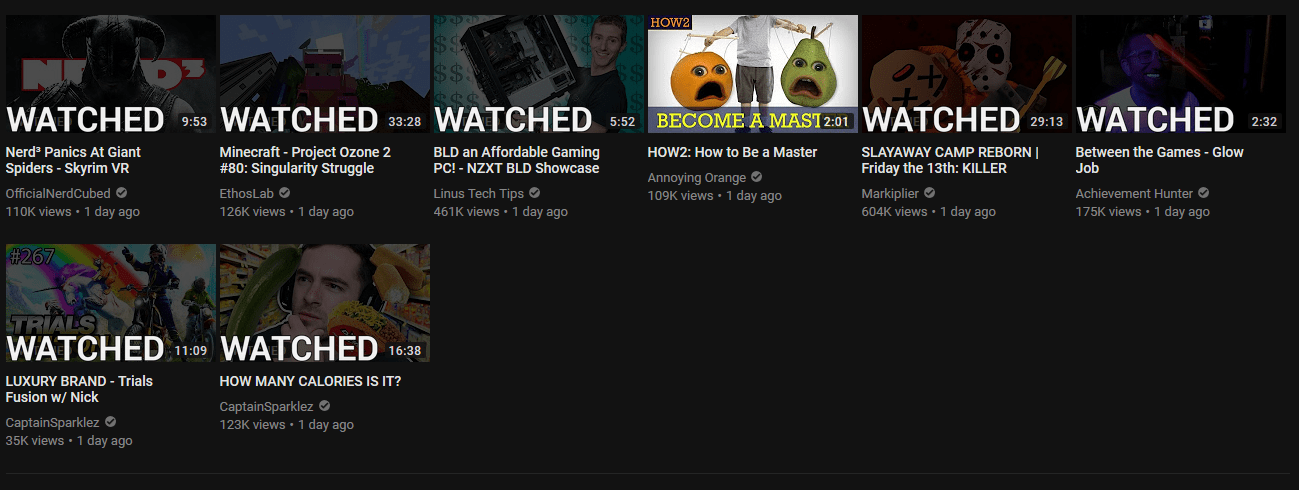 NERD³
WATCHED
9:53
Nerd³ Panics At Giant
Spiders - Skyrim VR
OfficialNerdCubed
110K views • 1 day ago
WATCHED
33:28
Minecraft - Project Ozone 2
#80: Singularity Struggle
EthosLab
126K views • 1 day ago
$$$
WATCHED
5:52
BLD an Affordable Gaming
PC! - NZXT BLD Showcase
Linus Tech Tips
461K views • 1 day ago
HOW2
BECOME A MAST
2:01
HOW2: How to Be a Master
Annoying Orange
109K views • 1 day ago
WATCHED
29:13
SLAYAWAY CAMP REBORN |
Friday the 13th: KILLER
Markiplier
604K views • 1 day ago
WATCHED
2:32
Between the Games - Glow
Job
Achievement Hunter
175K views • 1 day ago
#267
TRIALS
WATCHED
11:09
LUXURY BRAND - Trials
Fusion w/ Nick
CaptainSparklez
35K views • 1 day ago
WATCHED
16:38
HOW MANY CALORIES IS IT?
CaptainSparklez
123K views • 1 day ago